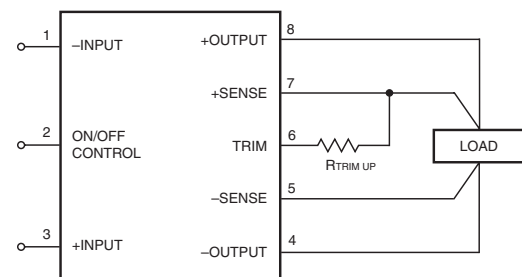 1
–INPUT
2
ON/OFF
CONTROL
3
+INPUT
+OUTPUT
8
+SENSE
7
TRIM
6
RTRIM UP
–SENSE
5
–OUTPUT
4
LOAD